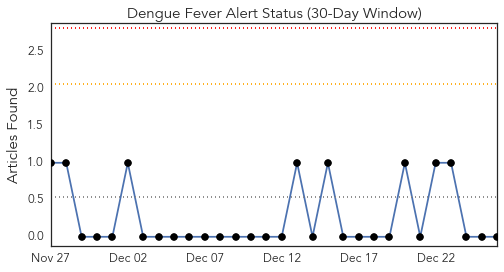 Dengue Fever Alert Status (30-Day Window)
Articles Found
2.5
2.0
1.5
1.0
0.5
0.0
Nov 27 Dec 02 Dec 07 Dec 12 Dec 17 Dec 22